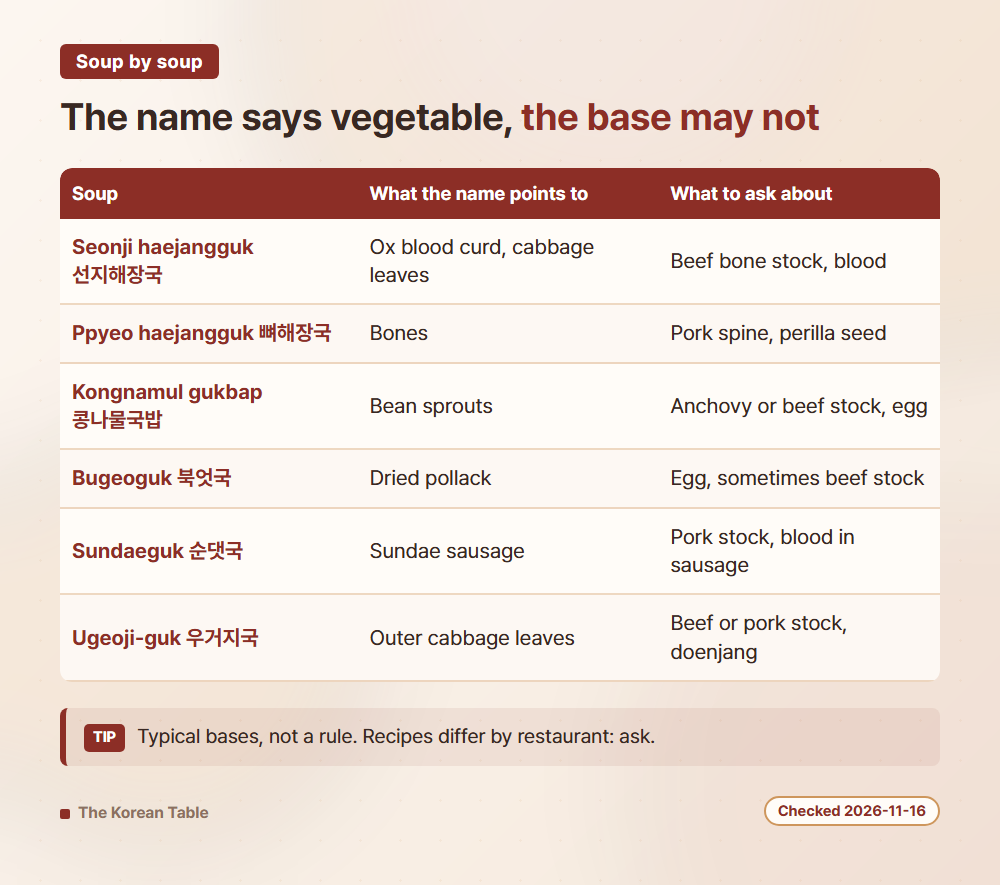 Soup by soup
The name says vegetable, the base may not
Soup
What the name points to
What to ask about
Seonji haejangguk
선지해장국
Ox blood curd, cabbage
leaves
Beef bone stock, blood
Ppyeo haejangguk 뼈해장국
Bones
Pork spine, perilla seed
Kongnamul gukbap
콩나물국밥
Bean sprouts
Anchovy or beef stock, egg
Bugeoguk 북엇국
Dried pollack
Egg, sometimes beef stock
Sundaeguk 순댓국
Sundae sausage
Pork stock, blood in
sausage
Ugeoji-guk 우거지국
Outer cabbage leaves
Beef or pork stock,
doenjang
TIP Typical bases, not a rule. Recipes differ by restaurant: ask.
The Korean Table
Checked 2026-11-16